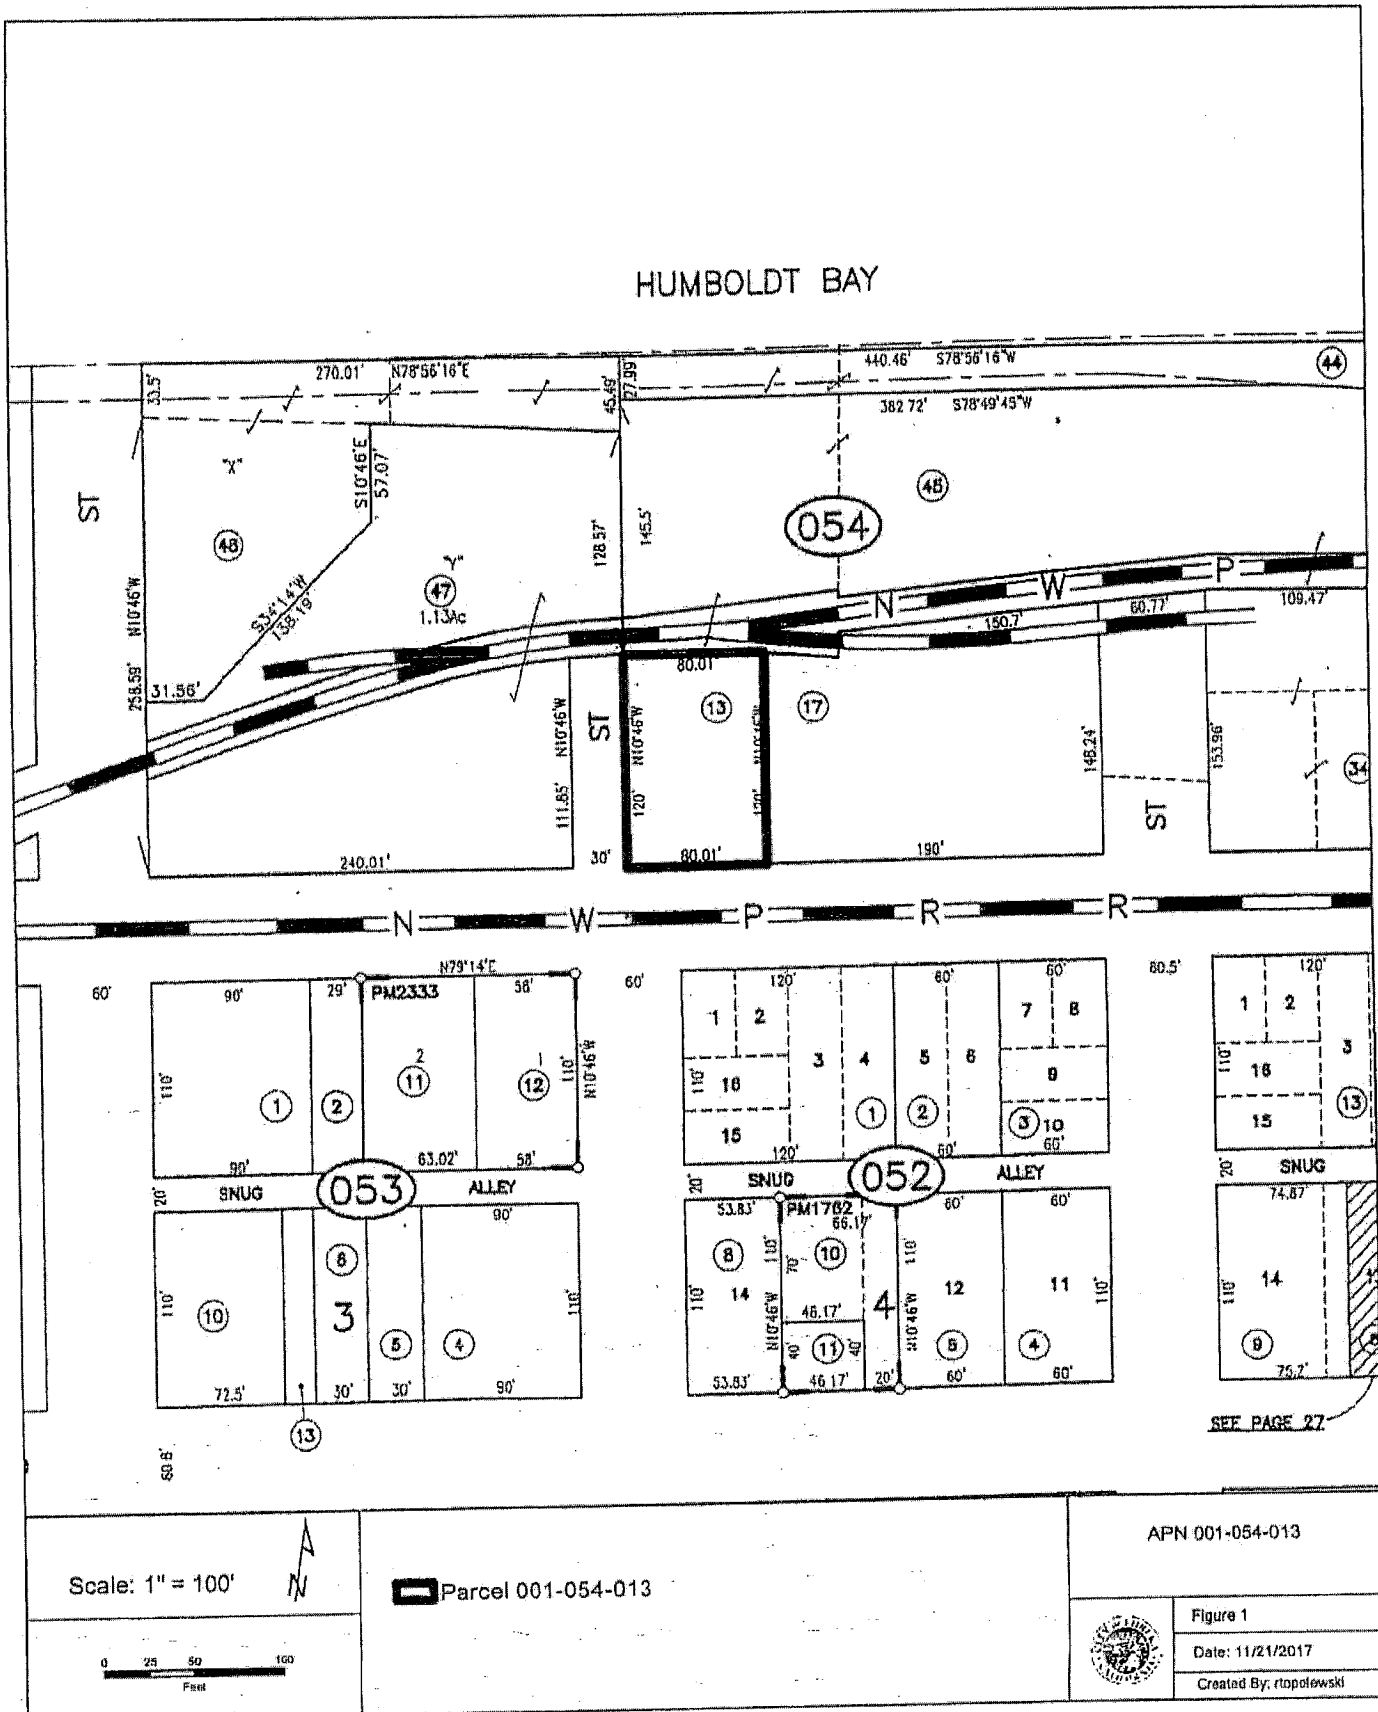 HUMBOLDT BAY
270.01'
N78°56'16"E
440.46' S78°56'16"W
44
33.5'
45.49'
27.99'
382.72' S78°49'45"W
"X"
S10°46'E
57.07'
ST
48
054
128.57'
145.5'
"Y"
47
1.13Ac
N10°46'W
S34°14'W
138.19'
N W P
150.7'
60.77'
109.47'
258.59'
31.56'
80.01'
13
17
N10°46'W
ST
N10°46'W
N10°46'W
111.85'
120'
120'
148.24'
153.96'
34
ST
240.01'
30'
80.01'
190'
N W P R R
N79°14'E
60'
90'
29'
PM2333
58'
60'
120'
60'
60'
80.5'
120'
1 2
7 8
1 2
2
11
12
110'
110'
N10°46'W
1
2
3 4 5 6
9
3
110'
16
1
2
3 10
110'
16
13
15
15
90'
63.02'
58'
120'
60'
60'
20'
SNUG
053
ALLEY
20'
SNUG
052
ALLEY
20'
SNUG
90'
53.83'
PM1762
66.17'
60'
60'
74.87'
6
8
10
110'
70'
110'
110'
10
3
110'
110'
14
N10°46'W
46.17'
4
N10°46'W
12
11
110'
110'
14
5
4
40'
11
40'
4
9
72.5'
30'
30'
90'
53.83'
46.17'
20'
60'
60'
75.2'
13
SEE PAGE 27
Scale: 1" = 100'
N
Parcel 001-054-013
APN 001-054-013
0 25 50 100
Feet
Figure 1
Date: 11/21/2017
Created By: rtopolewski